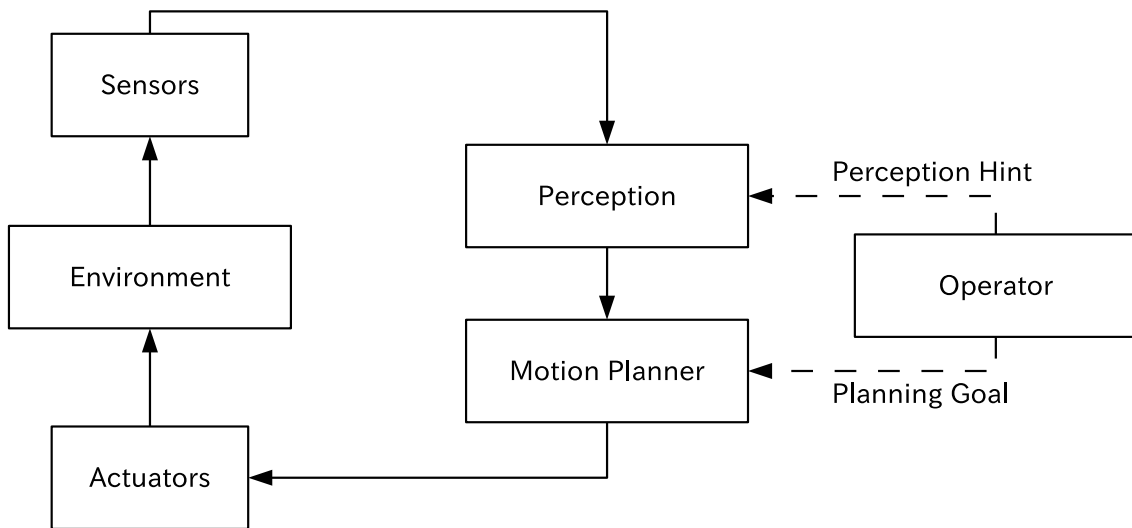 Sensors
Perception Hint
Perception
Environment
Operator
Motion Planner
Planning Goal
Actuators